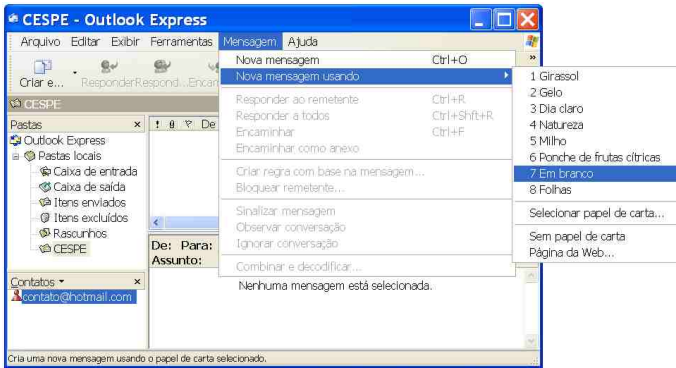 CESPE - Outlook Express
Arquivo Editar Exibir Ferramentas Mensagem Ajuda
Criar e... Responder Respond... Encam
CESPE
Pastas
Outlook Express
Pastas locais
Caixa de entrada
Caixa de saída
Itens enviados
Itens excluídos
Rascunhos
CESPE
Contatos
contato@hotmail.com
! De
De: Para:
Assunto:
Nenhuma mensagem está selecionada.
Nova mensagem Ctrl+O
Nova mensagem usando
Responder ao remetente Ctrl+R
Responder a todos Ctrl+Shft+R
Encaminhar Ctrl+F
Encaminhar como anexo
Criar regra com base na mensagem...
Bloquear remetente...
Sinalizar mensagem
Observar conversação
Ignorar conversação
Combinar e decodificar...
1 Girassol
2 Gelo
3 Dia claro
4 Natureza
5 Milho
6 Ponche de frutas cítricas
7 Em branco
8 Folhas
Selecionar papel de carta...
Sem papel de carta
Página da Web...
Cria uma nova mensagem usando o papel de carta selecionado.